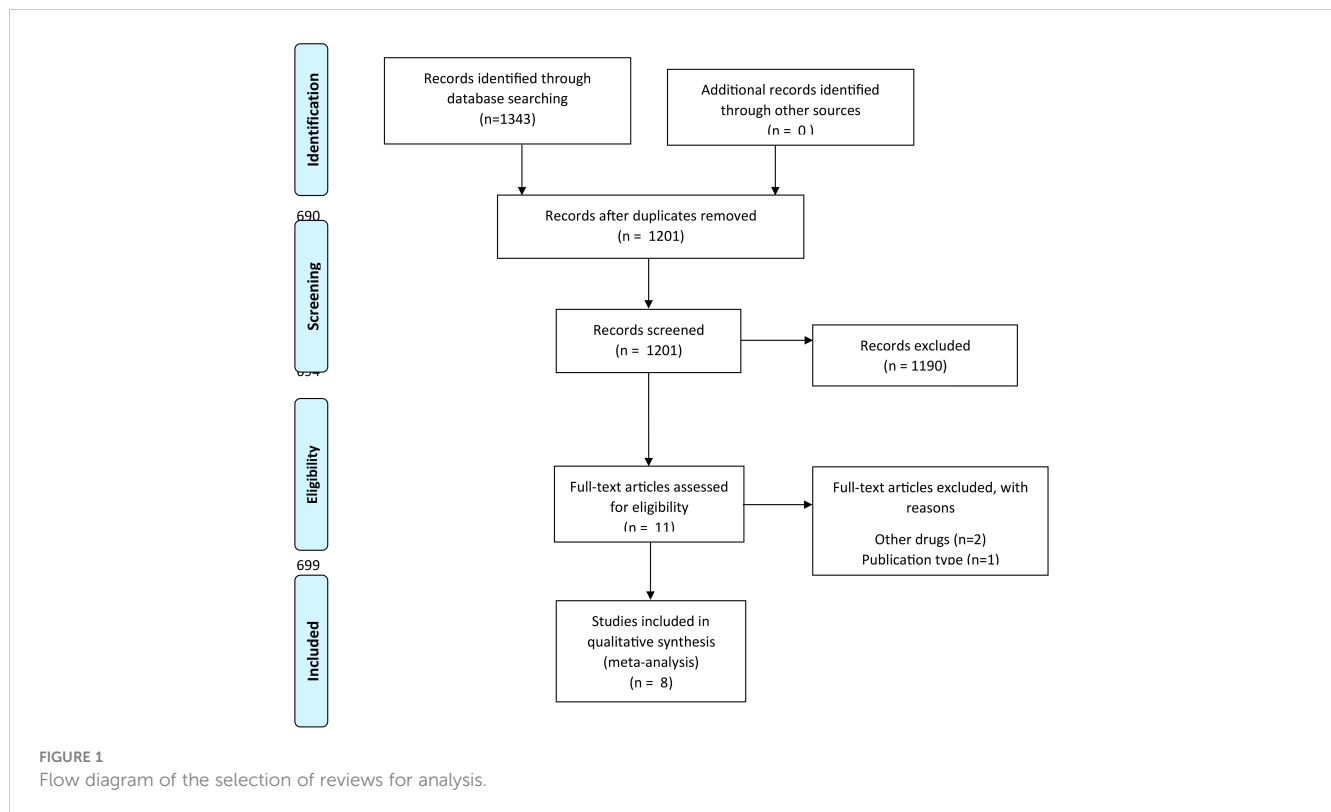 Identification
Records identified through
database searching
(n=1343)
Additional records identified
through other sources
(n = 0 )
Records after duplicates removed
(n = 1201)
690
Screening
Records screened
(n = 1201)
Records excluded
(n = 1190)
Eligibility
Full-text articles assessed
for eligibility
(n = 11)
Full-text articles excluded, with
reasons
Other drugs (n=2)
Publication type (n=1)
699
Included
Studies included in
qualitative synthesis
(meta-analysis)
(n = 8)
FIGURE 1
Flow diagram of the selection of reviews for analysis.